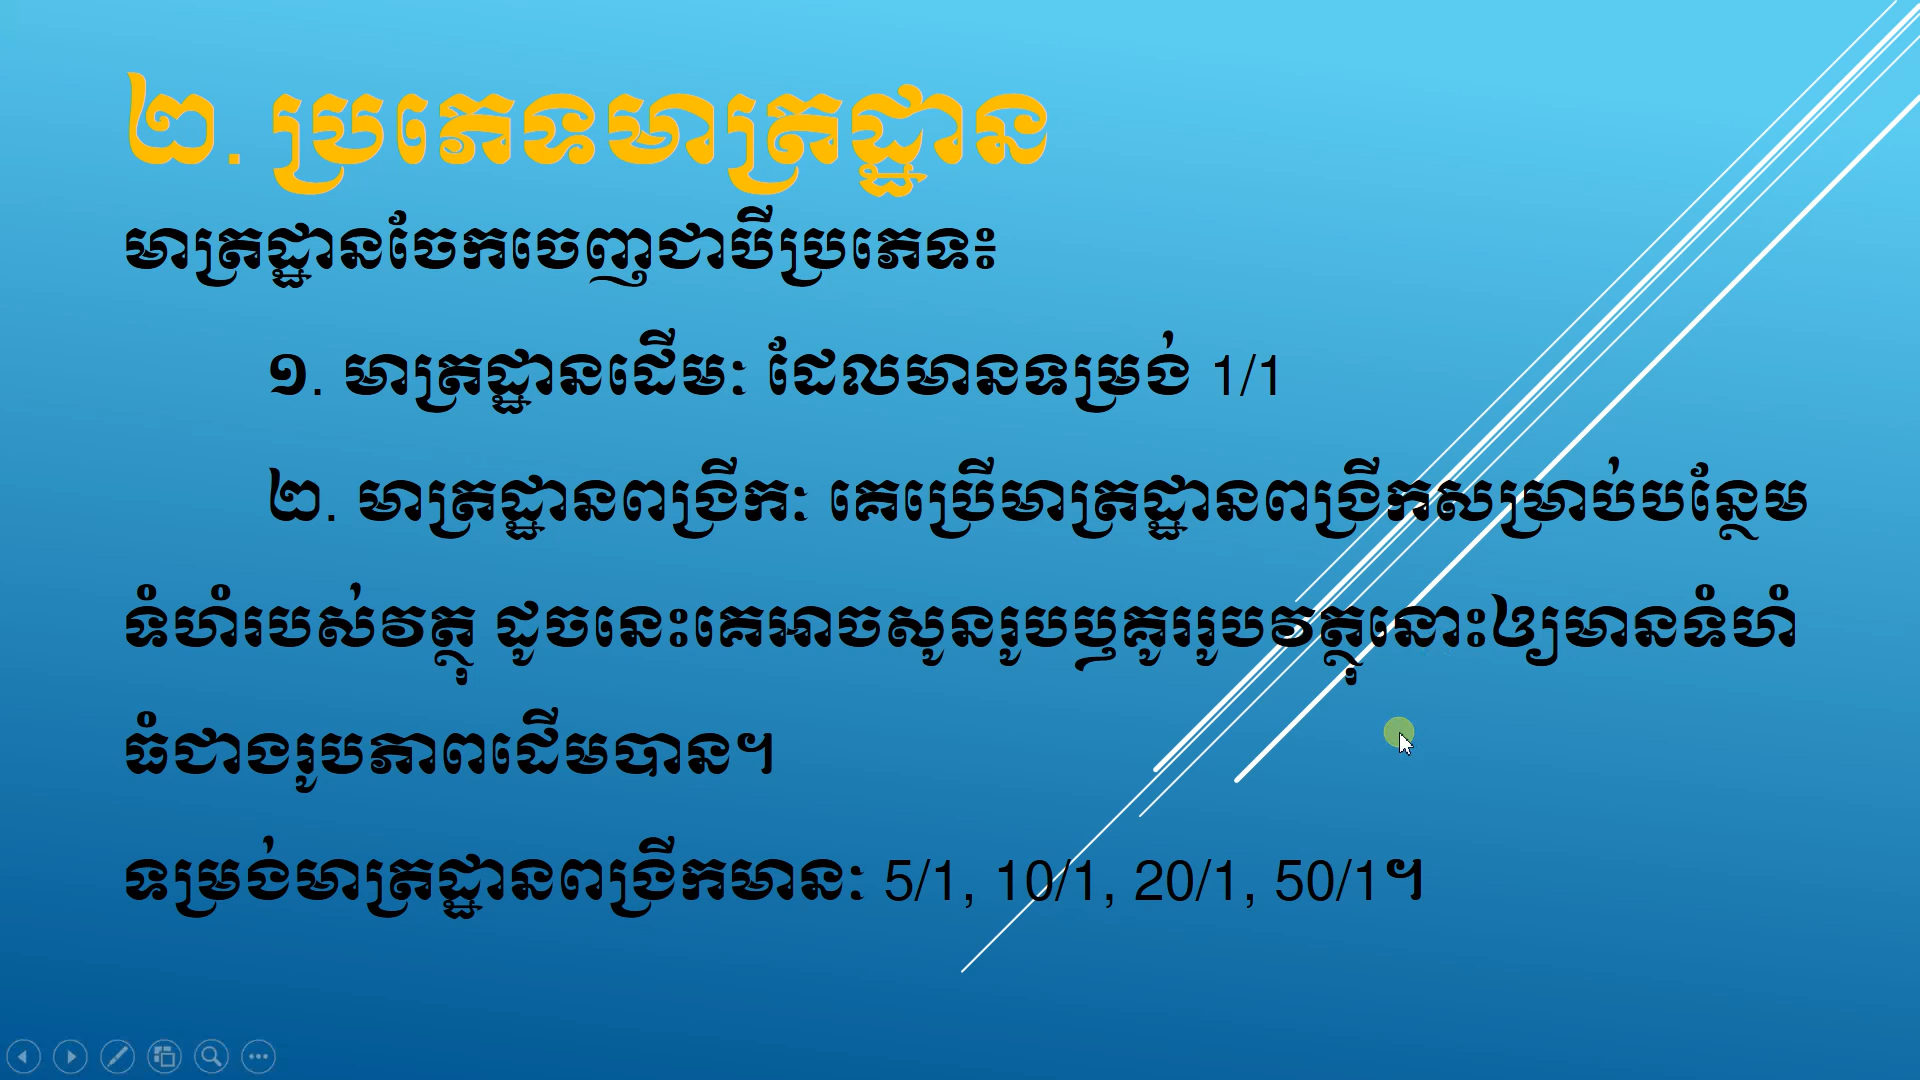 ២. ប្រភេទមាត្រដ្ឋាន
មាត្រដ្ឋានចែកចេញជាបីប្រភេទ៖
១. មាត្រដ្ឋានដើមៈ ដែលមានទម្រង់ 1/1
២. មាត្រដ្ឋានពង្រីកៈ គេប្រើមាត្រដ្ឋានពង្រីកសម្រាប់បន្ថែម
ទំហំរបស់វត្ថុ ដូចនេះគេអាចសូនរូបឬគូររូបវត្ថុនោះឲ្យមានទំហំ
ធំជាងរូបភាពដើមបាន។
ទម្រង់មាត្រដ្ឋានពង្រីកមានៈ 5/1, 10/1, 20/1, 50/1។